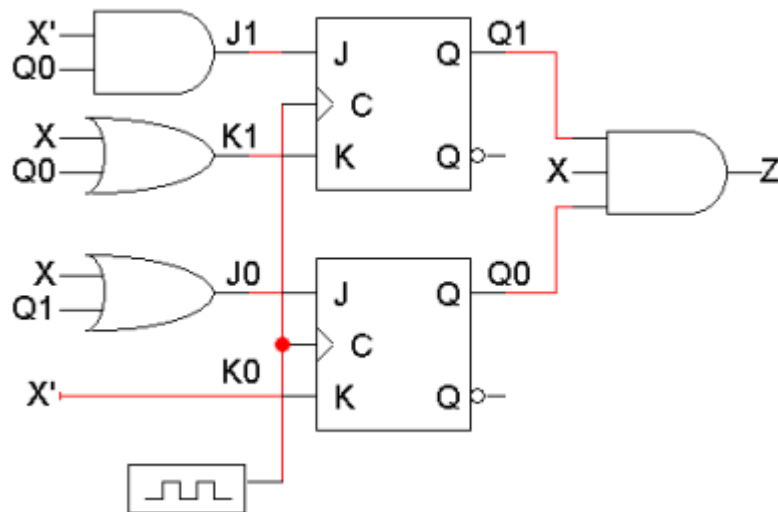 X' J1 J Q Q1
Q0
C
X K1 K Q
Q0
X Z
X J0 J Q Q0
Q1
C
K0
X' K Q